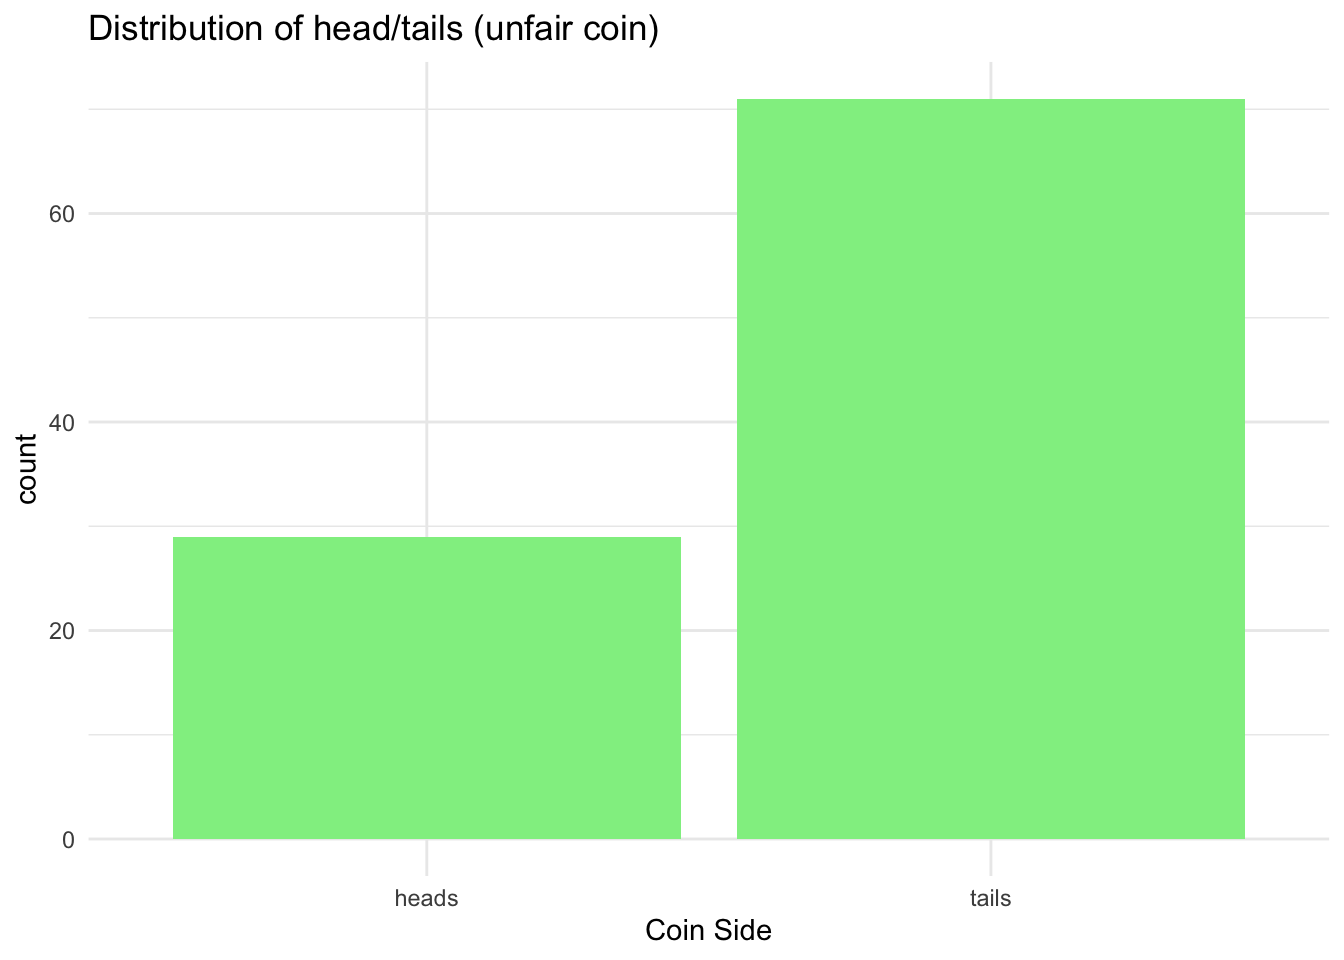 Distribution of head/tails (unfair coin)
60
40
20
0
count
heads tails
Coin Side